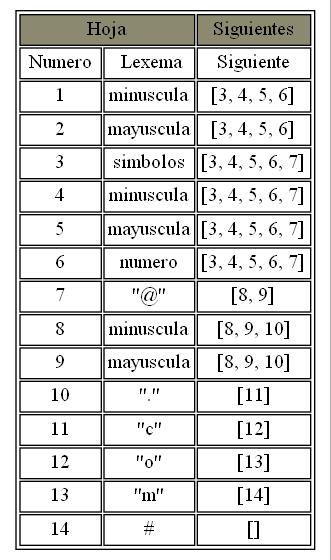 Hoja Siguientes
Numero Lexema Siguiente
1 minuscula [3, 4, 5, 6]
2 mayuscula [3, 4, 5, 6]
3 simbolos [3, 4, 5, 6, 7]
4 minuscula [3, 4, 5, 6, 7]
5 mayuscula [3, 4, 5, 6, 7]
6 numero [3, 4, 5, 6, 7]
7 "@" [8, 9]
8 minuscula [8, 9, 10]
9 mayuscula [8, 9, 10]
10 "." [11]
11 "c" [12]
12 "o" [13]
13 "m" [14]
14 # []